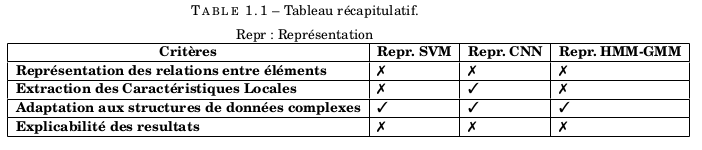 TABLE 1.1 – Tableau récapitulatif.
Repr : Représentation
Critères Repr. SVM Repr. CNN Repr. HMM-GMM
Représentation des relations entre éléments ✗ ✗ ✗
Extraction des Caractéristiques Locales ✗ ✓ ✗
Adaptation aux structures de données complexes ✓ ✓ ✓
Explicabilité des resultats ✗ ✗ ✗